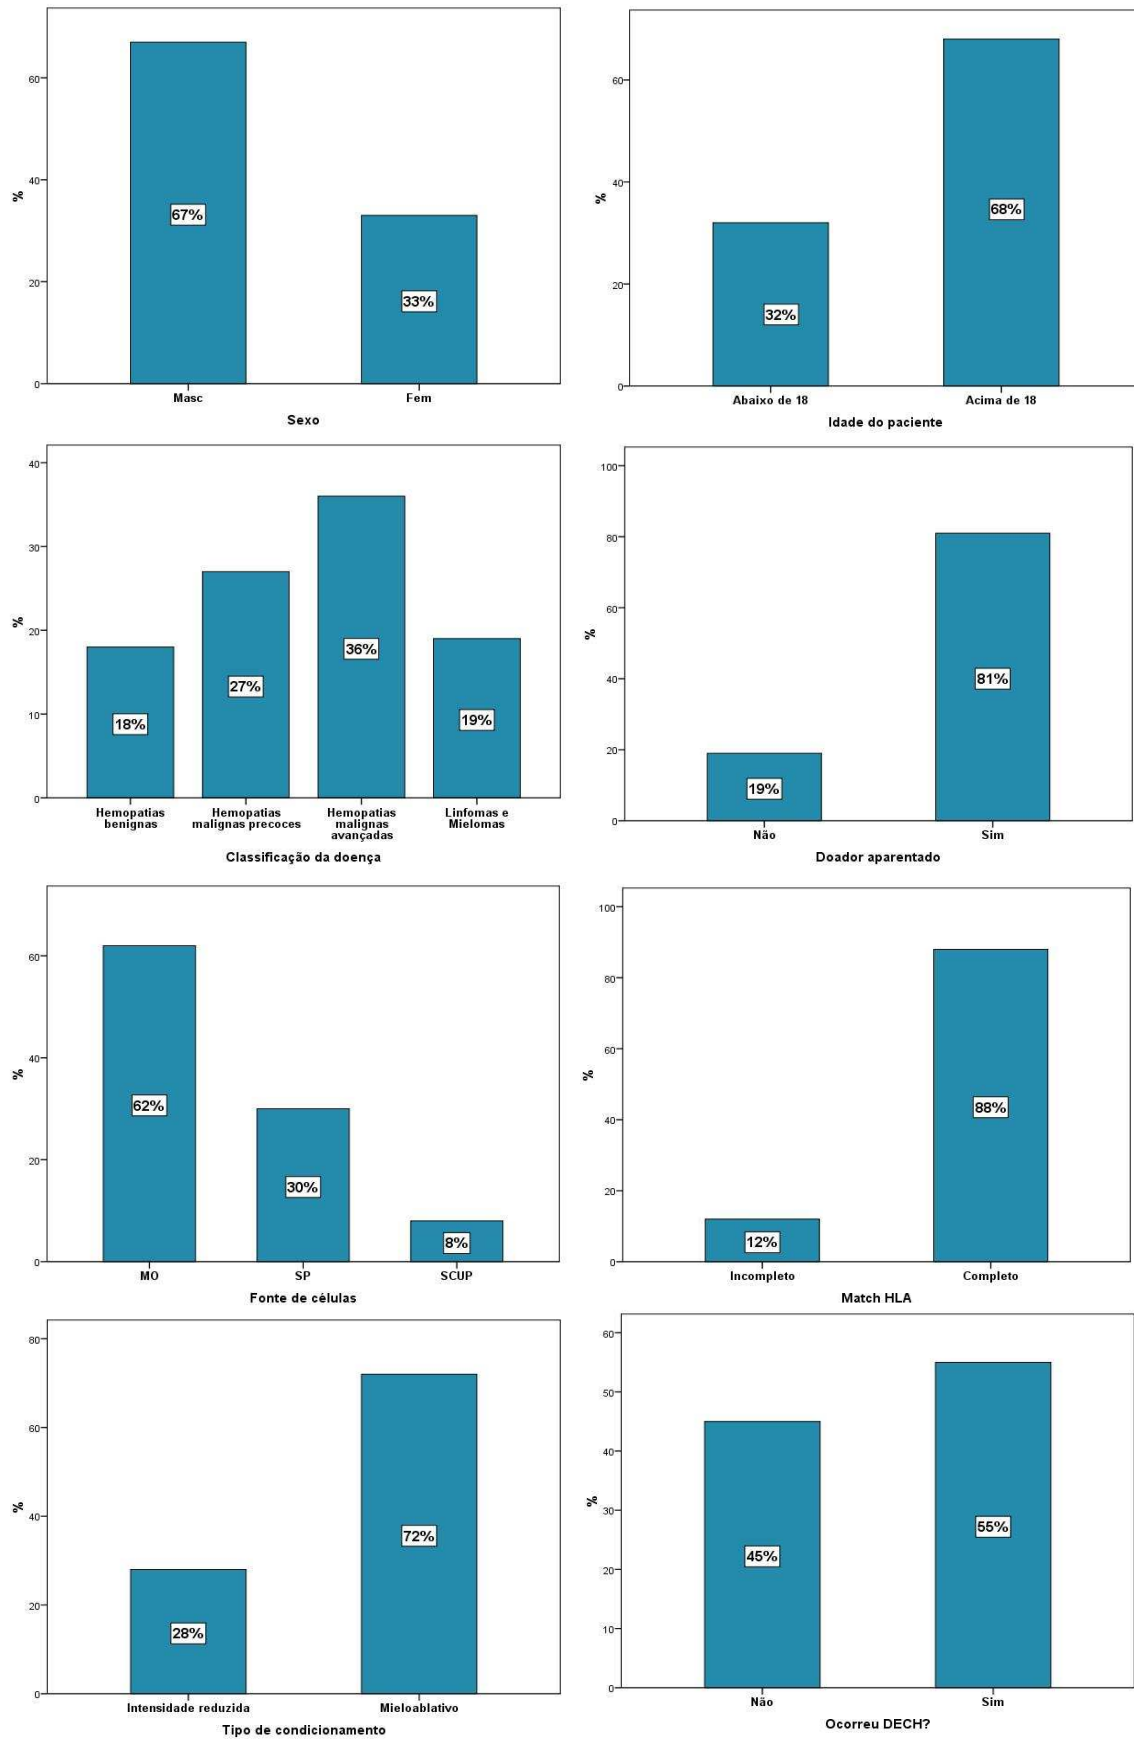 60
40
20
0
%
67%
33%
Masc
Fem
Sexo
60
40
20
0
%
32%
68%
Abaixo de 18
Acima de 18
Idade do paciente
40
30
20
10
0
%
18%
27%
36%
19%
Hemopatias
benignas
Hemopatias
malignas precoces
Hemopatias
malignas
avançadas
Linfomas e
Mielomas
Classificação da doença
100
80
60
40
20
0
%
19%
81%
Não
Sim
Doador aparentado
60
40
20
0
%
62%
30%
8%
MO
SP
SCUP
Fonte de células
100
80
60
40
20
0
%
12%
88%
Incompleto
Completo
Match HLA
80
60
40
20
0
%
28%
72%
Intensidade reduzida
Mieloablativo
Tipo de condicionamento
60
50
40
30
20
10
0
%
45%
55%
Não
Sim
Ocorreu DECH?